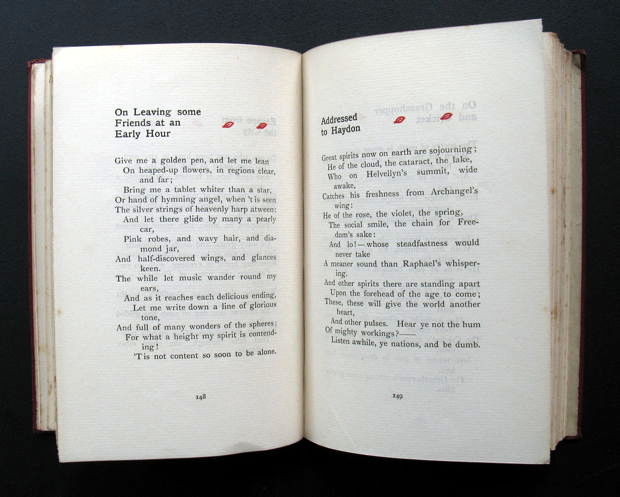 On Leaving some
Friends at an
Early Hour
Give me a golden pen, and let me lean
On heaped-up flowers, in regions clear,
and far;
Bring me a tablet whiter than a star,
Or hand of hymning angel, when 't is seen
The silver strings of heavenly harp atween:
And let there glide by many a pearly
car,
Pink robes, and wavy hair, and dia-
mond jar,
And half-discovered wings, and glances
keen.
The while let music wander round my
ears,
And as it reaches each delicious ending,
Let me write down a line of glorious
tone,
And full of many wonders of the spheres;
For what a height my spirit is contend-
ing!
'T is not content so soon to be alone.
148
Addressed
to Haydon
Great spirits now on earth are sojourning;
He of the cloud, the cataract, the lake,
Who on Helvellyn's summit, wide
awake,
Catches his freshness from Archangel's
wing:
He of the rose, the violet, the spring,
The social smile, the chain for Free-
dom's sake:
And lo!—whose steadfastness would
never take
A meaner sound than Raphael's whisper-
ing.
And other spirits there are standing apart
Upon the forehead of the age to come;
These, these will give the world another
heart,
And other pulses. Hear ye not the hum
Of mighty workings?—
Listen awhile, ye nations, and be dumb.
149